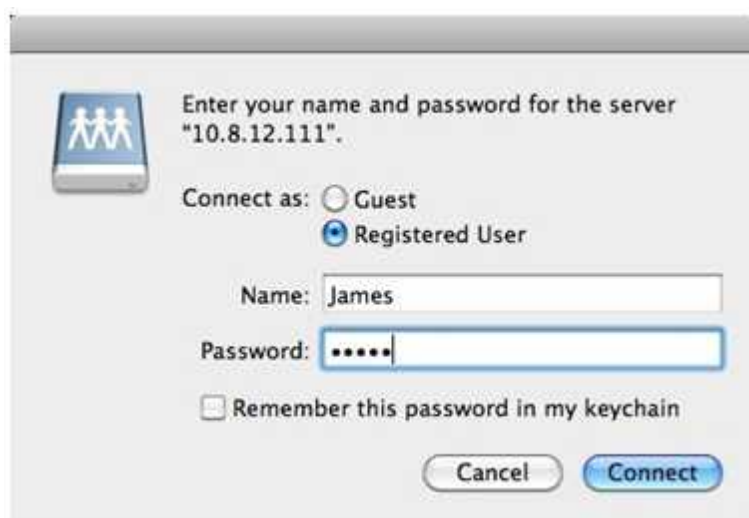 Enter your name and password for the server
"10.8.12.111".
Connect as: Guest
Registered User
Name: James
Password: •••••
Remember this password in my keychain
Cancel Connect